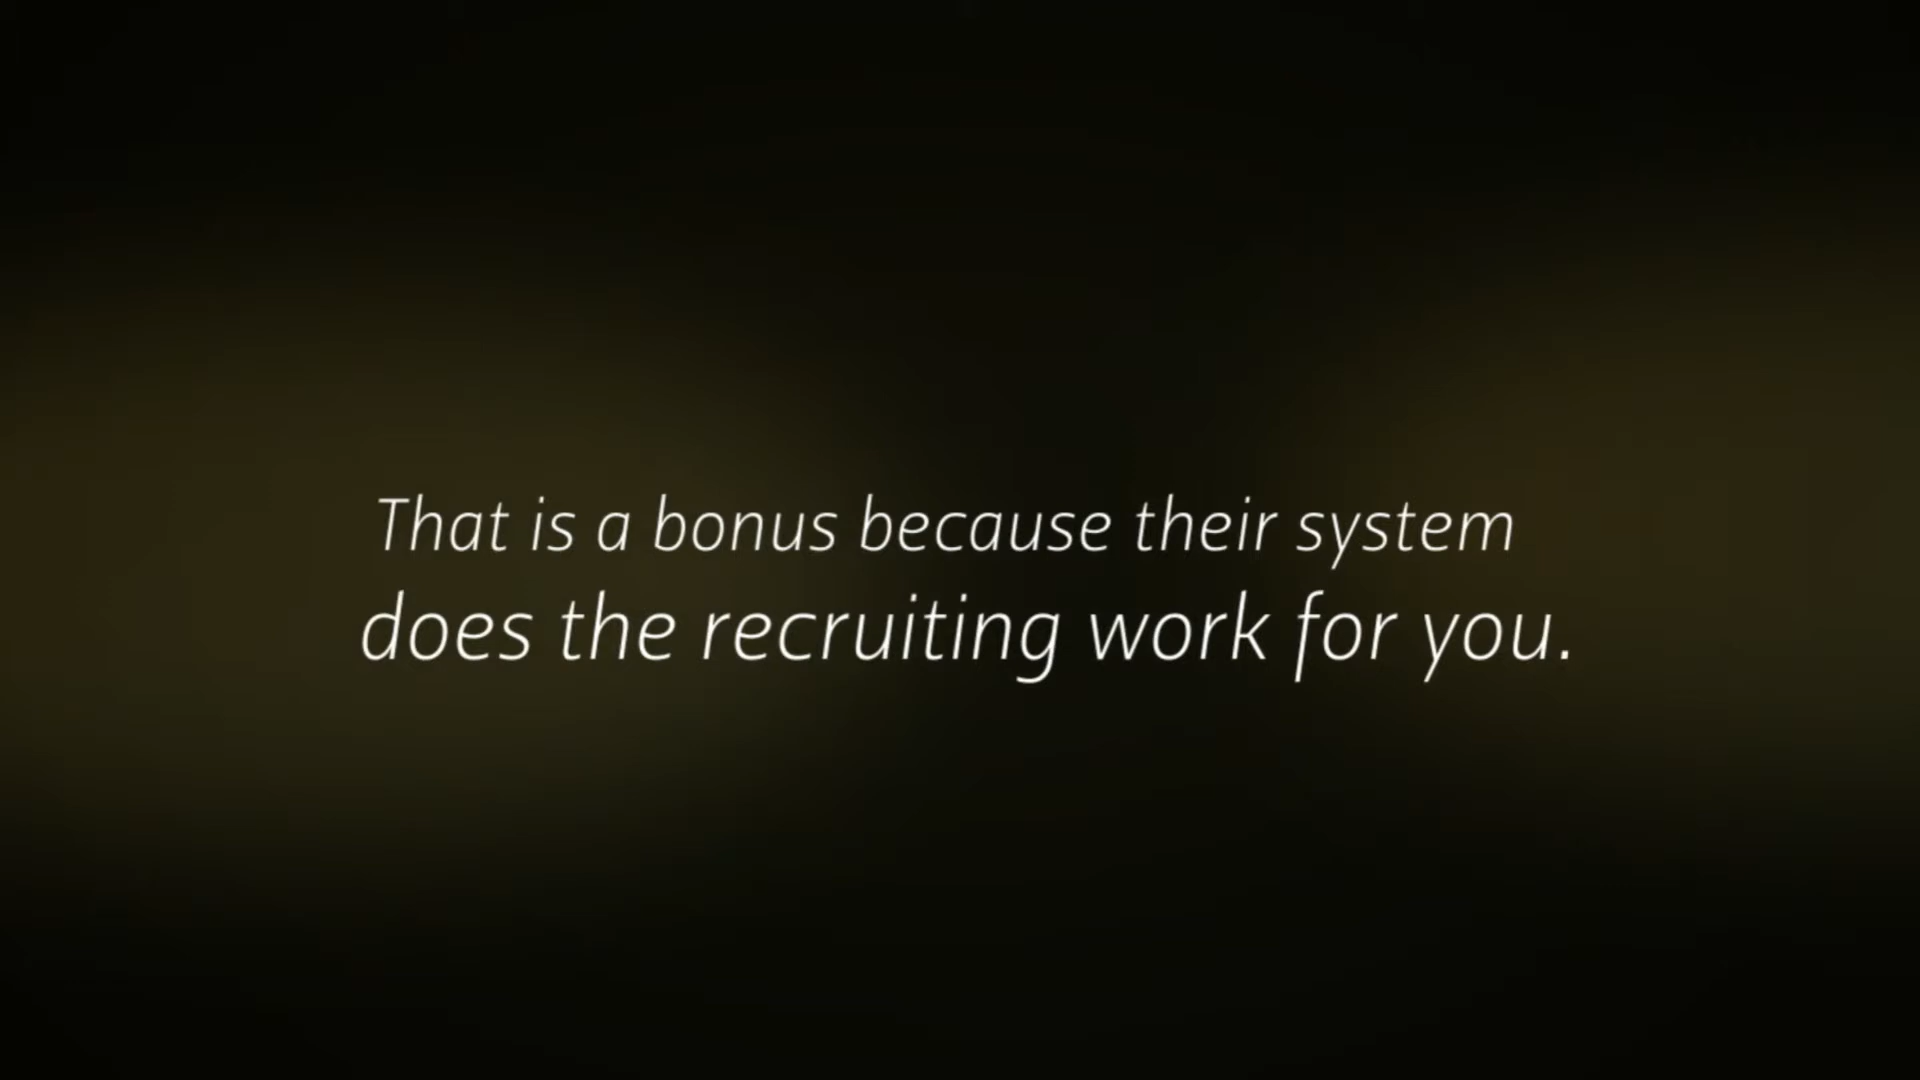 That is a bonus because their system
does the recruiting work for you.